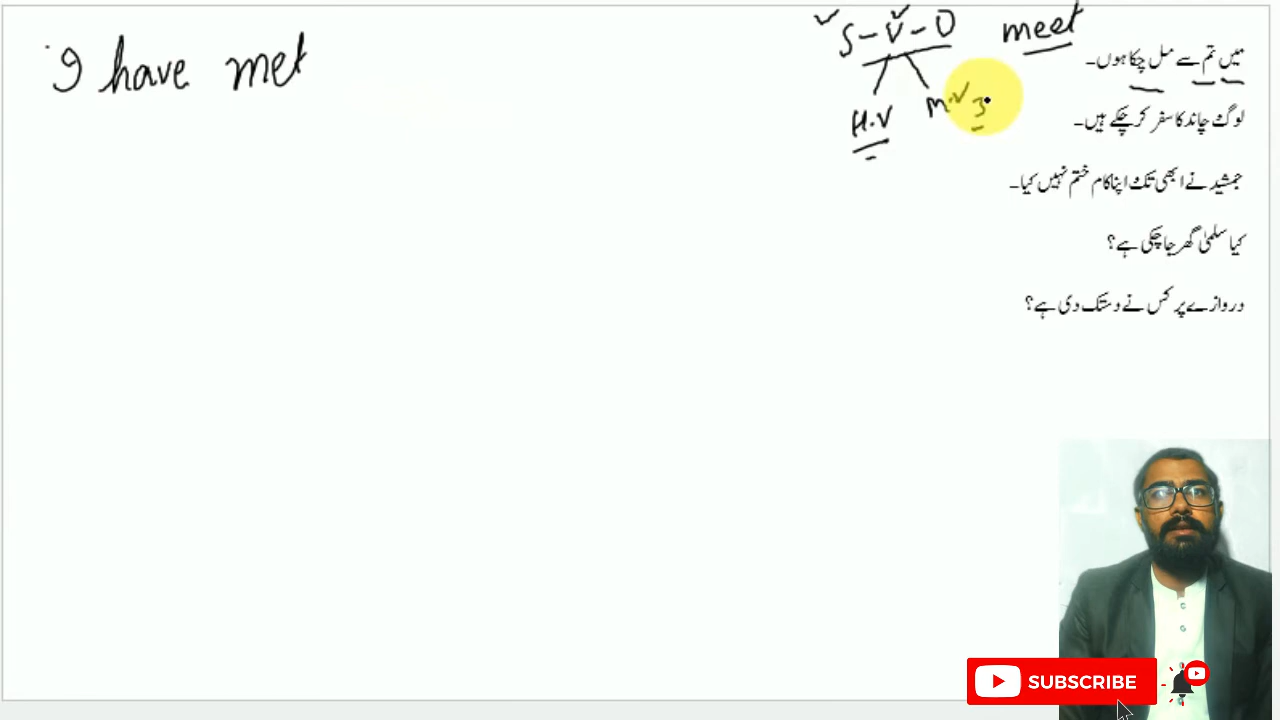 I have met
S-V-O meet
H.V M.V 3
میں تم سے مل چکا ہوں۔
لوگ چاند کا سفر کر چکے ہیں۔
جمشید نے ابھی تک اپنا کام ختم نہیں کیا۔
کیا سلمیٰ گھر جا چکی ہے؟
دروازے پر کس نے دستک دی ہے؟
SUBSCRIBE